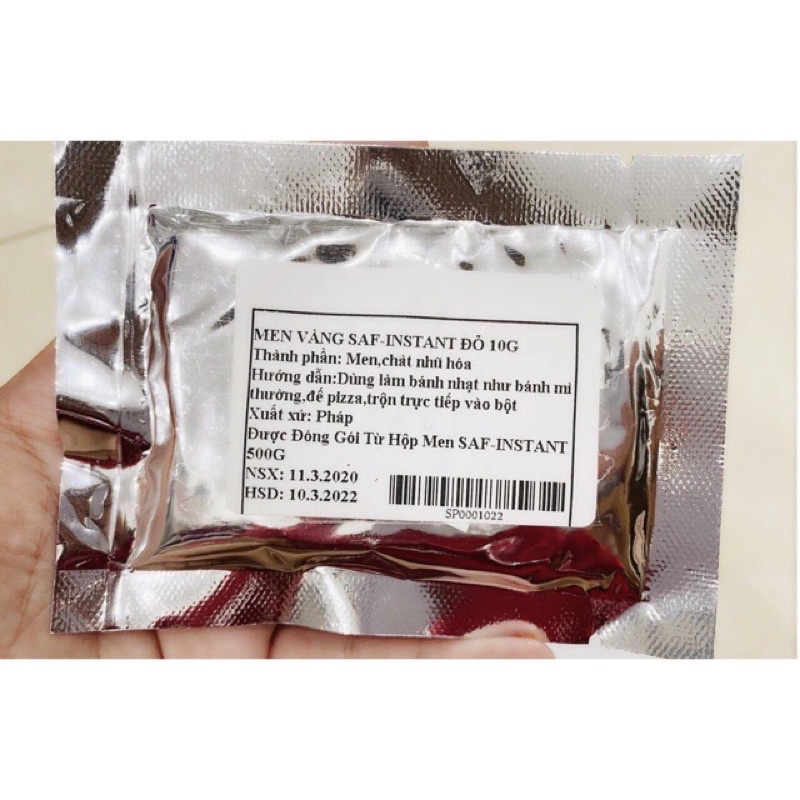 MEN VÀNG SAF-INSTANT ĐỎ 10G
Thành phần: Men,chât nhũ hóa
Hướng dẫn:Dùng làm bánh nhạt như bánh mì
thường,đế pizza,trộn trực tiếp vào bột
Xuất xứ: Pháp
Được Đóng Gói Từ Hộp Men SAF-INSTANT
500G
NSX: 11.3.2020
HSD: 10.3.2022
SP0001022